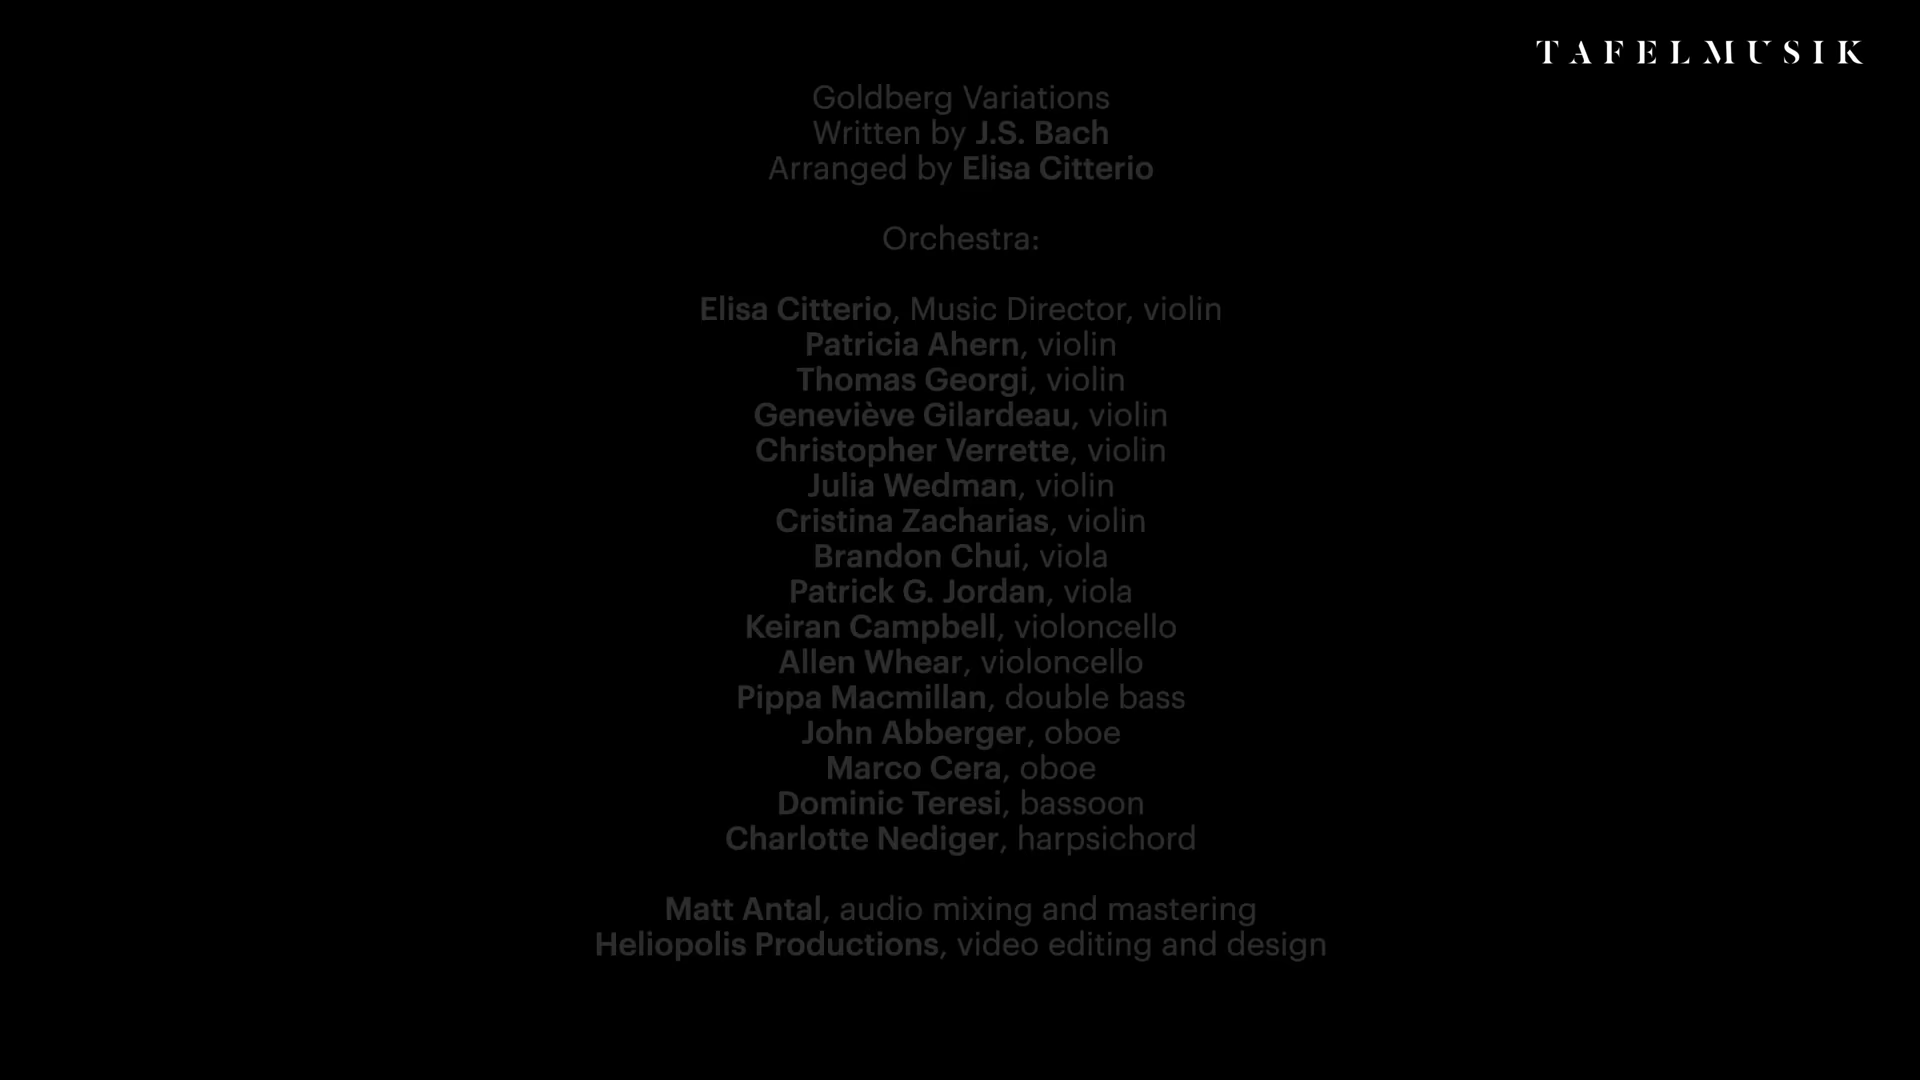 TAFELMUSIK
Goldberg Variations
Written by J.S. Bach
Arranged by Elisa Citterio
Orchestra:
Elisa Citterio, Music Director, violin
Patricia Ahern, violin
Thomas Georgi, violin
Geneviève Gilardeau, violin
Christopher Verrette, violin
Julia Wedman, violin
Cristina Zacharias, violin
Brandon Chui, viola
Patrick G. Jordan, viola
Keiran Campbell, violoncello
Allen Whear, violoncello
Pippa Macmillan, double bass
John Abberger, oboe
Marco Cera, oboe
Dominic Teresi, bassoon
Charlotte Nediger, harpsichord
Matt Antal, audio mixing and mastering
Heliopolis Productions, video editing and design